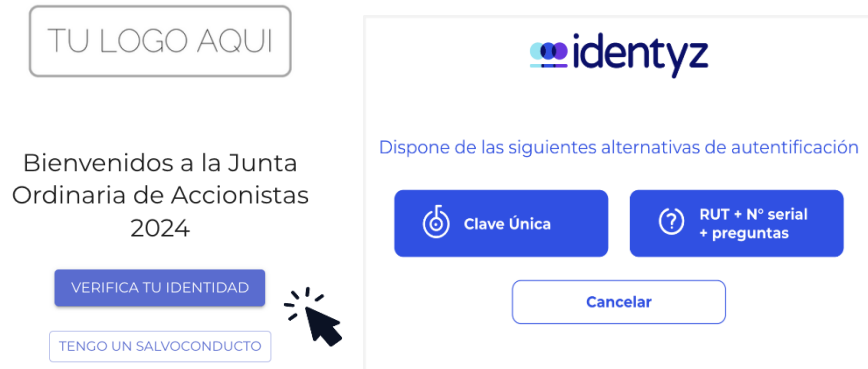 TU LOGO AQUI
Bienvenidos a la Junta
Ordinaria de Accionistas
2024
VERIFICA TU IDENTIDAD
TENGO UN SALVOCONDUCTO
identyz
Dispone de las siguientes alternativas de autentificación
Clave Única
RUT + Nº serial
+ preguntas
Cancelar